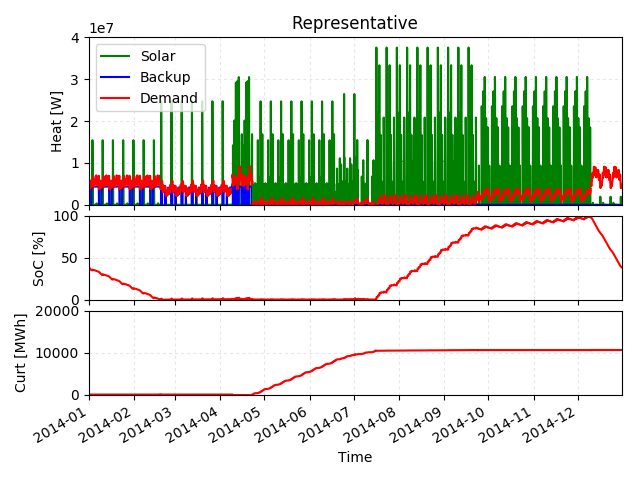 Representative
1e7
Solar
Backup
Demand
Heat [W]
4
3
2
1
0
SoC [%]
100
50
0
Curt [MWh]
20000
10000
0
2014-01
2014-02
2014-03
2014-04
2014-05
2014-06
2014-07
2014-08
2014-09
2014-10
2014-11
2014-12
Time